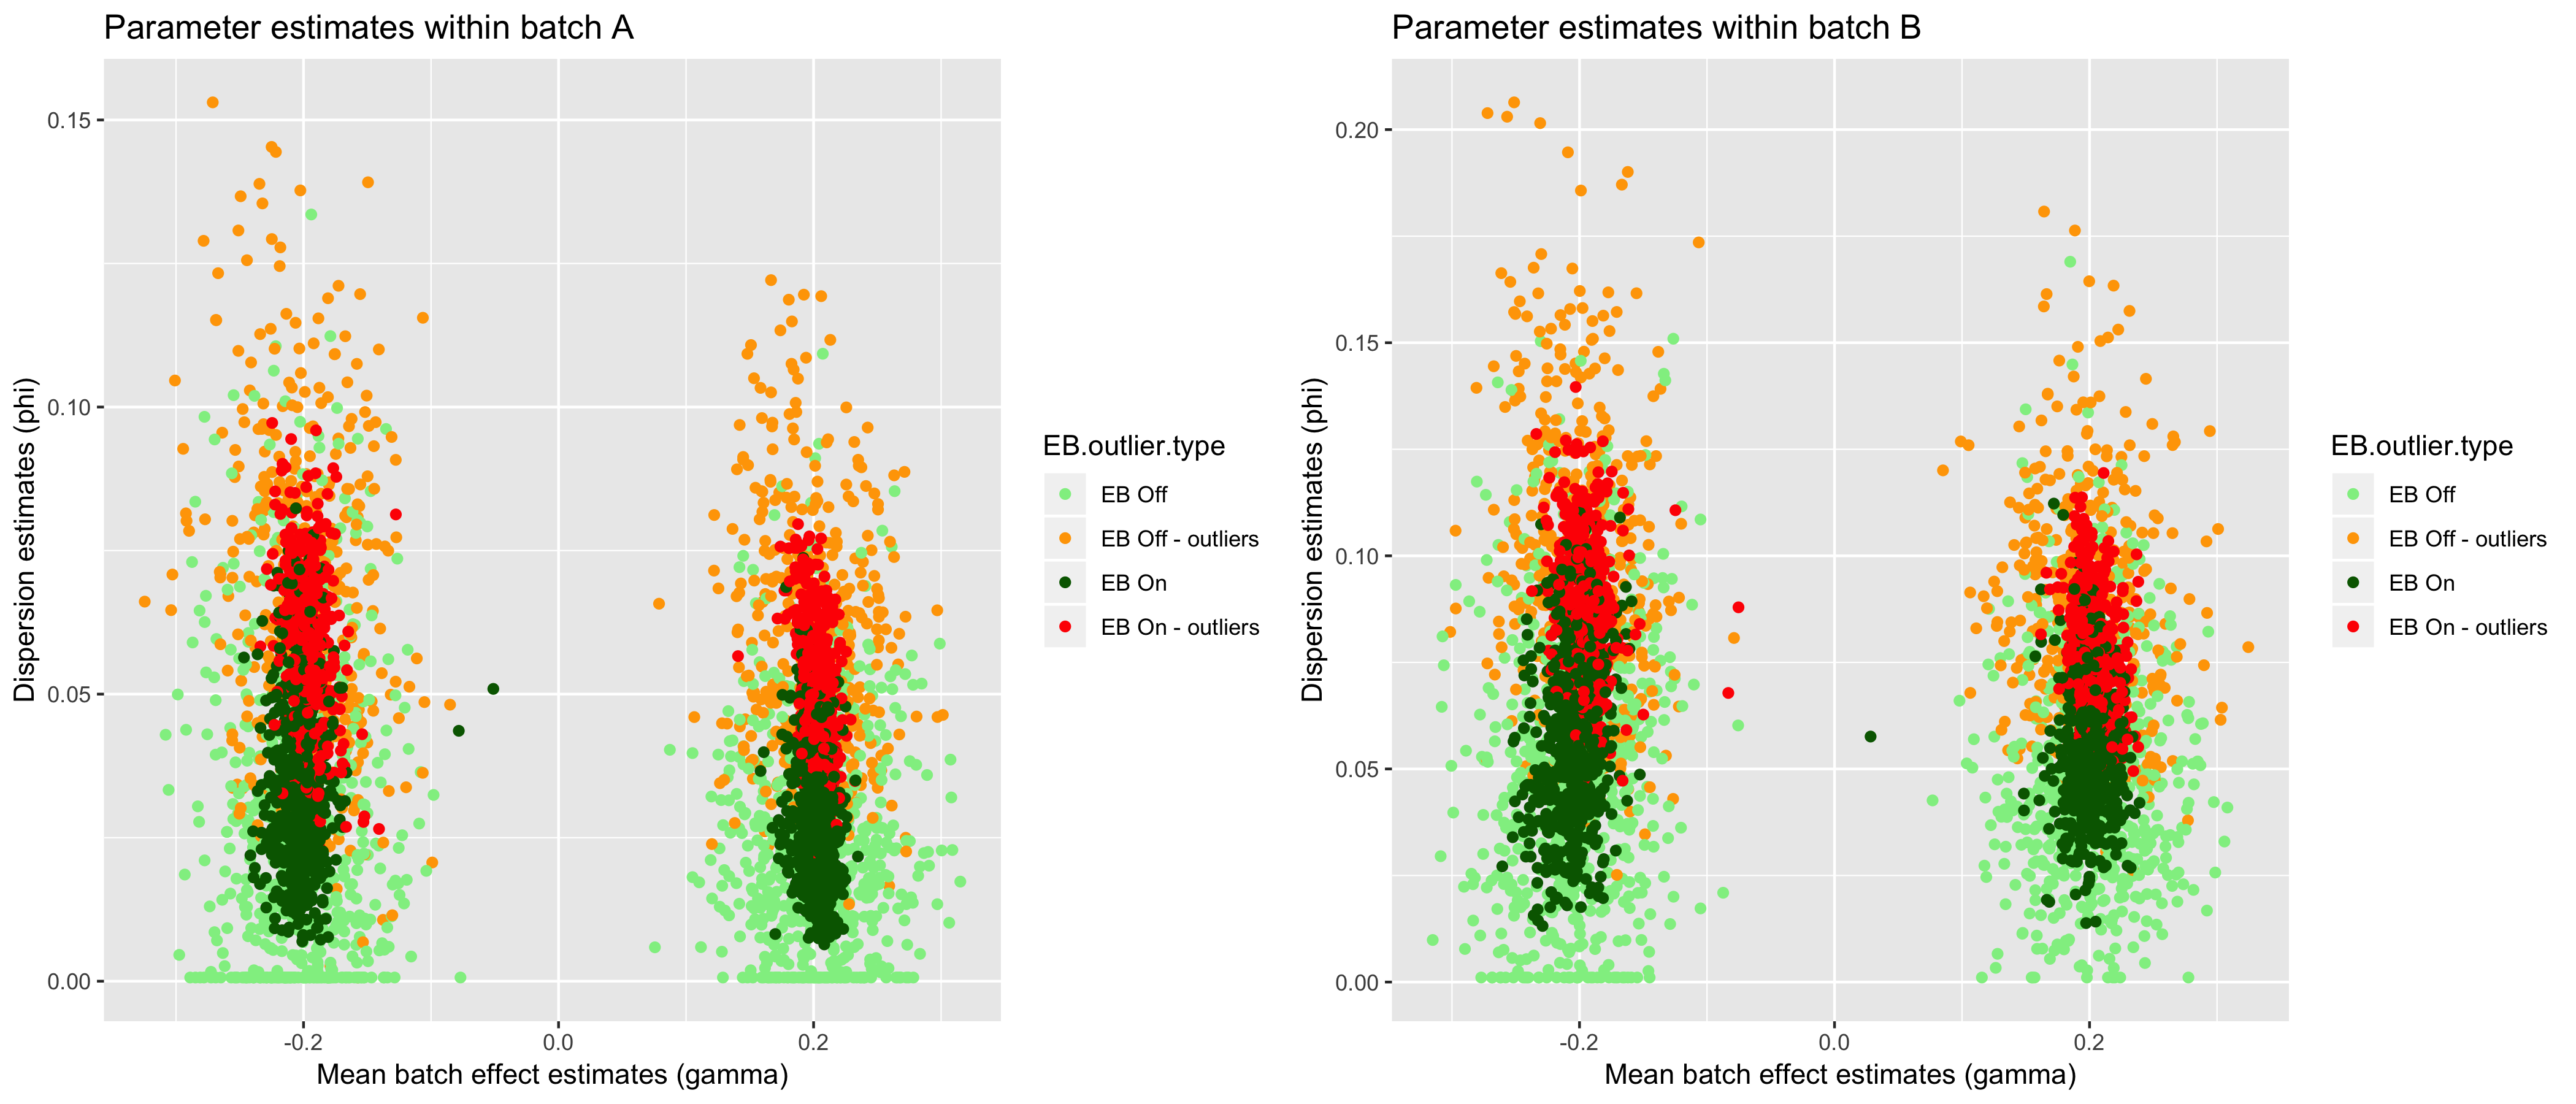 Parameter estimates within batch A
Dispersion estimates (phi)
0.15
0.10
0.05
0.00
-0.2
0.0
0.2
Mean batch effect estimates (gamma)
EB.outlier.type
EB Off
EB Off - outliers
EB On
EB On - outliers
Parameter estimates within batch B
Dispersion estimates (phi)
0.20
0.15
0.10
0.05
0.00
-0.2
0.0
0.2
Mean batch effect estimates (gamma)
EB.outlier.type
EB Off
EB Off - outliers
EB On
EB On - outliers